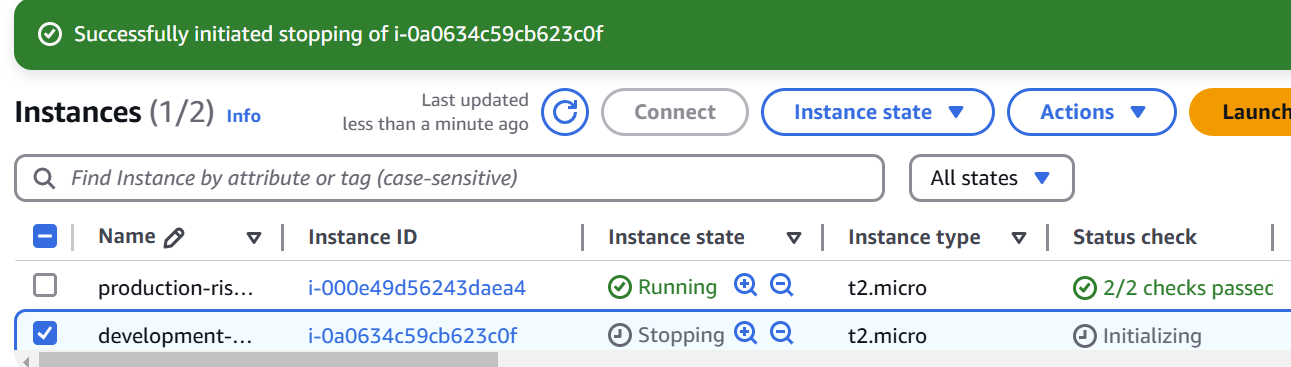 Successfully initiated stopping of i-0a0634c59cb623c0f
Instances (1/2) Info
Last updated
less than a minute ago
Connect
Instance state
Actions
Launch
Find Instance by attribute or tag (case-sensitive)
All states
Name Instance ID Instance state Instance type Status check
production-ris... i-000e49d56243daea4 Running t2.micro 2/2 checks passed
development-... i-0a0634c59cb623c0f Stopping t2.micro Initializing